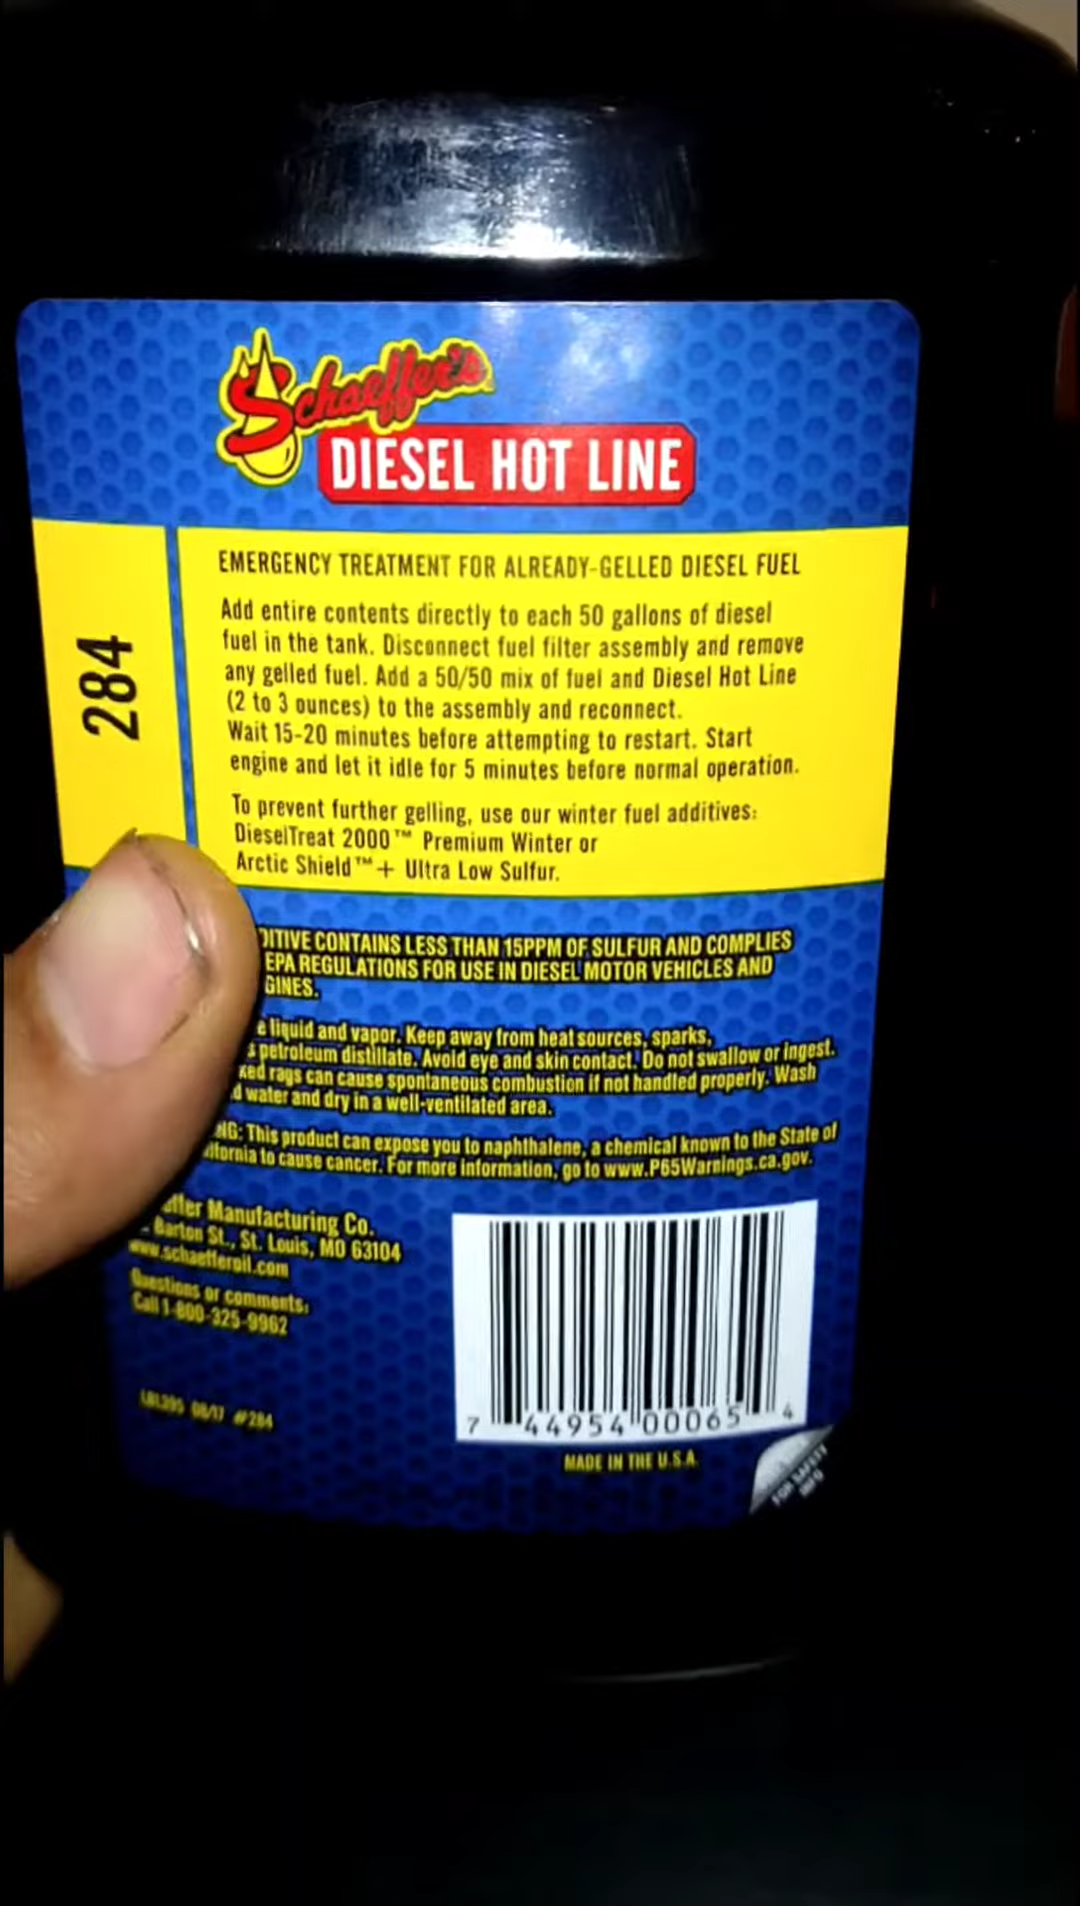 Schaeffer's
DIESEL HOT LINE
284
EMERGENCY TREATMENT FOR ALREADY-GELLED DIESEL FUEL
Add entire contents directly to each 50 gallons of diesel
fuel in the tank. Disconnect fuel filter assembly and remove
any gelled fuel. Add a 50/50 mix of fuel and Diesel Hot Line
(2 to 3 ounces) to the assembly and reconnect.
Wait 15-20 minutes before attempting to restart. Start
engine and let it idle for 5 minutes before normal operation.
To prevent further gelling, use our winter fuel additives:
DieselTreat 2000™ Premium Winter or
Arctic Shield™+ Ultra Low Sulfur.
DITIVE CONTAINS LESS THAN 15PPM OF SULFUR AND COMPLIES
EPA REGULATIONS FOR USE IN DIESEL MOTOR VEHICLES AND
GINES.
e liquid and vapor. Keep away from heat sources, sparks,
s petroleum distillate. Avoid eye and skin contact. Do not swallow or ingest.
ked rags can cause spontaneous combustion if not handled properly. Wash
d water and dry in a well-ventilated area.
NG: This product can expose you to naphthalene, a chemical known to the State of
ifornia to cause cancer. For more information, go to www.P65Warnings.ca.gov.
effer Manufacturing Co.
Barton St., St. Louis, MO 63104
www.schaefferoil.com
Questions or comments:
Call 1-800-325-9962
LBL395 08/17 #284
7 44954 00065 4
MADE IN THE U.S.A.
FOR SAFETY
INFO